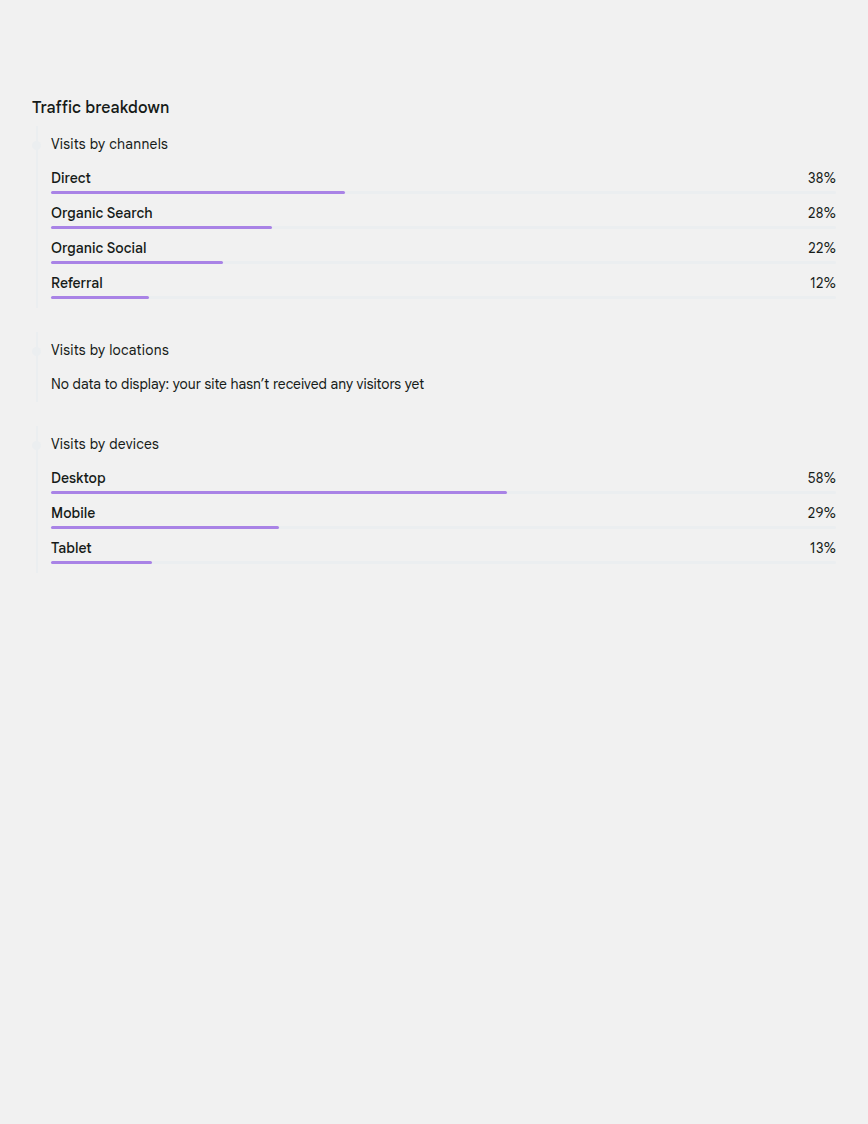 Traffic breakdown
Visits by channels
Direct 38%
Organic Search 28%
Organic Social 22%
Referral 12%
Visits by locations
No data to display: your site hasn’t received any visitors yet
Visits by devices
Desktop 58%
Mobile 29%
Tablet 13%